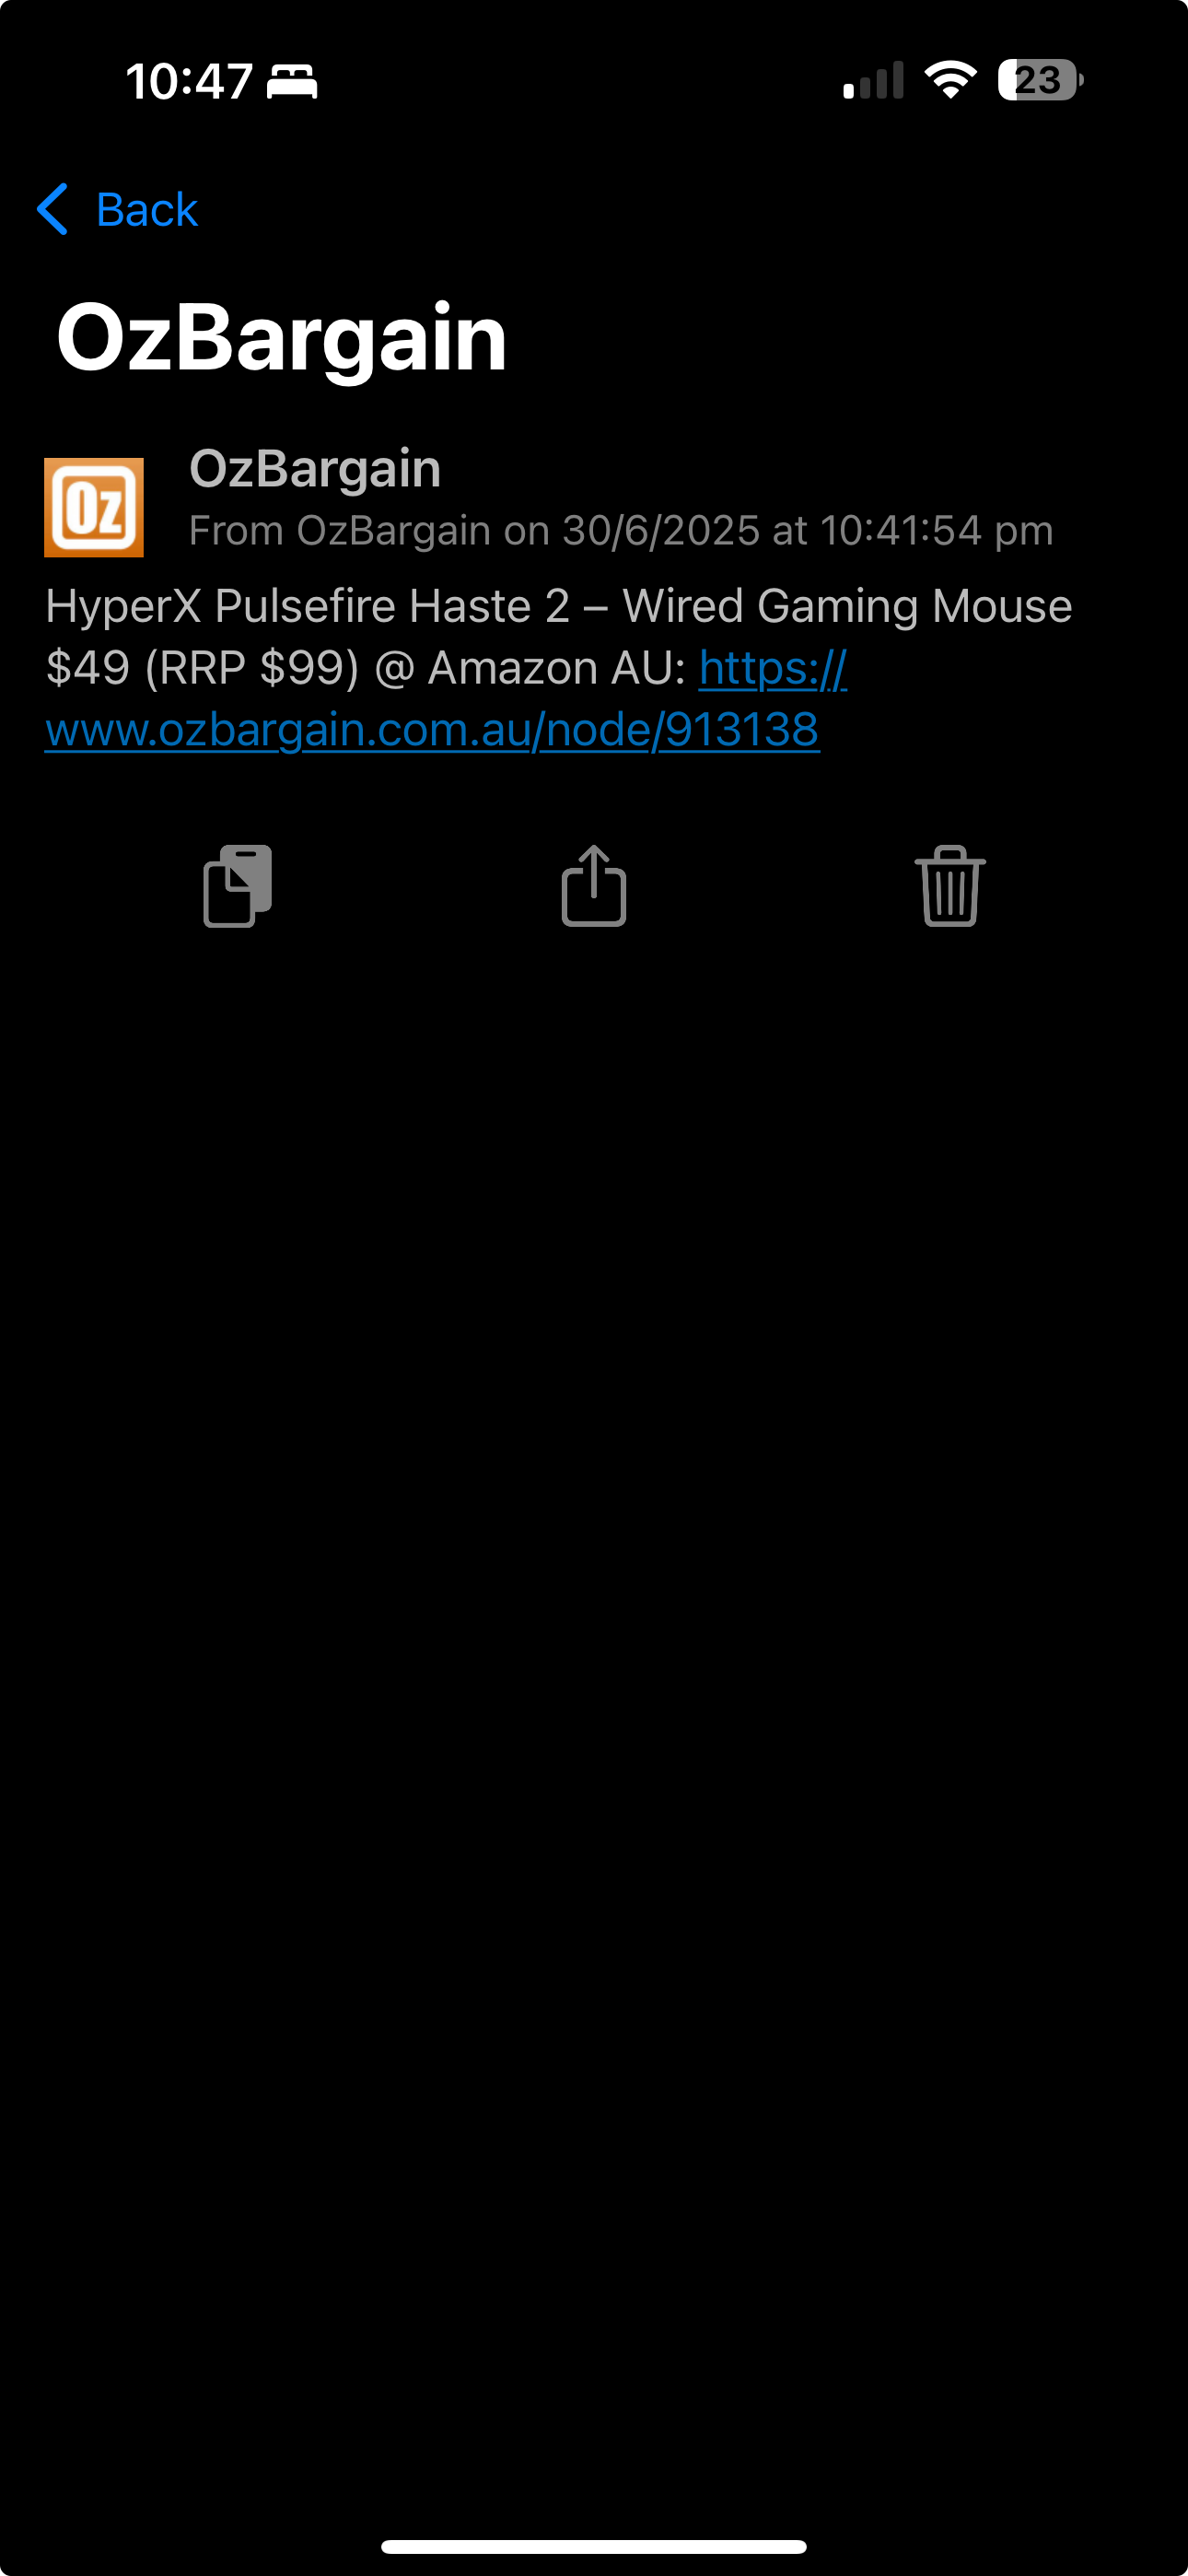 10:47
23
Back
OzBargain
Oz
OzBargain
From OzBargain on 30/6/2025 at 10:41:54 pm
HyperX Pulsefire Haste 2 – Wired Gaming Mouse
$49 (RRP $99) @ Amazon AU: https://
www.ozbargain.com.au/node/913138